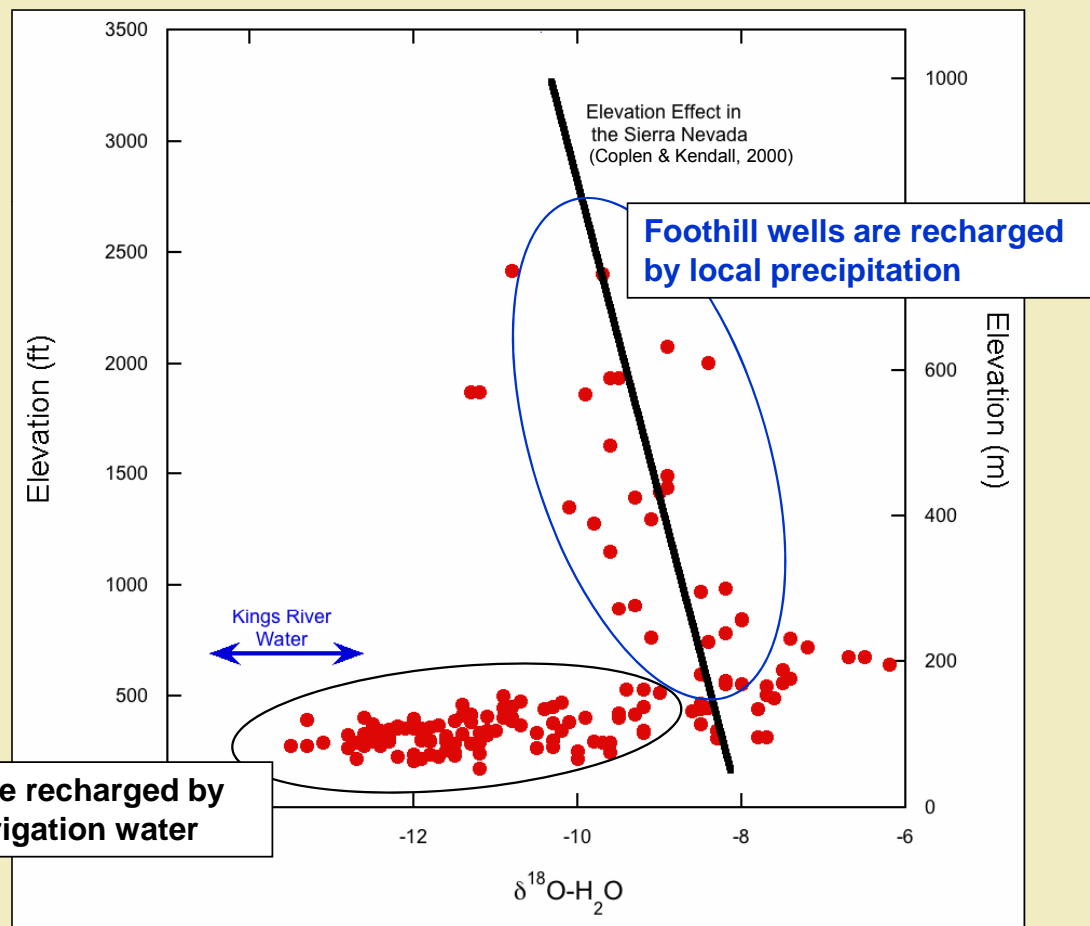 3500
3000
2500
2000
1500
1000
500
Elevation (ft)
1000
600
400
200
0
Elevation (m)
Elevation Effect in
the Sierra Nevada
(Coplen & Kendall, 2000)
Foothill wells are recharged
by local precipitation
Kings River
Water
recharged by
water
-12
-10
-8
-6
δ¹⁸O-H₂O